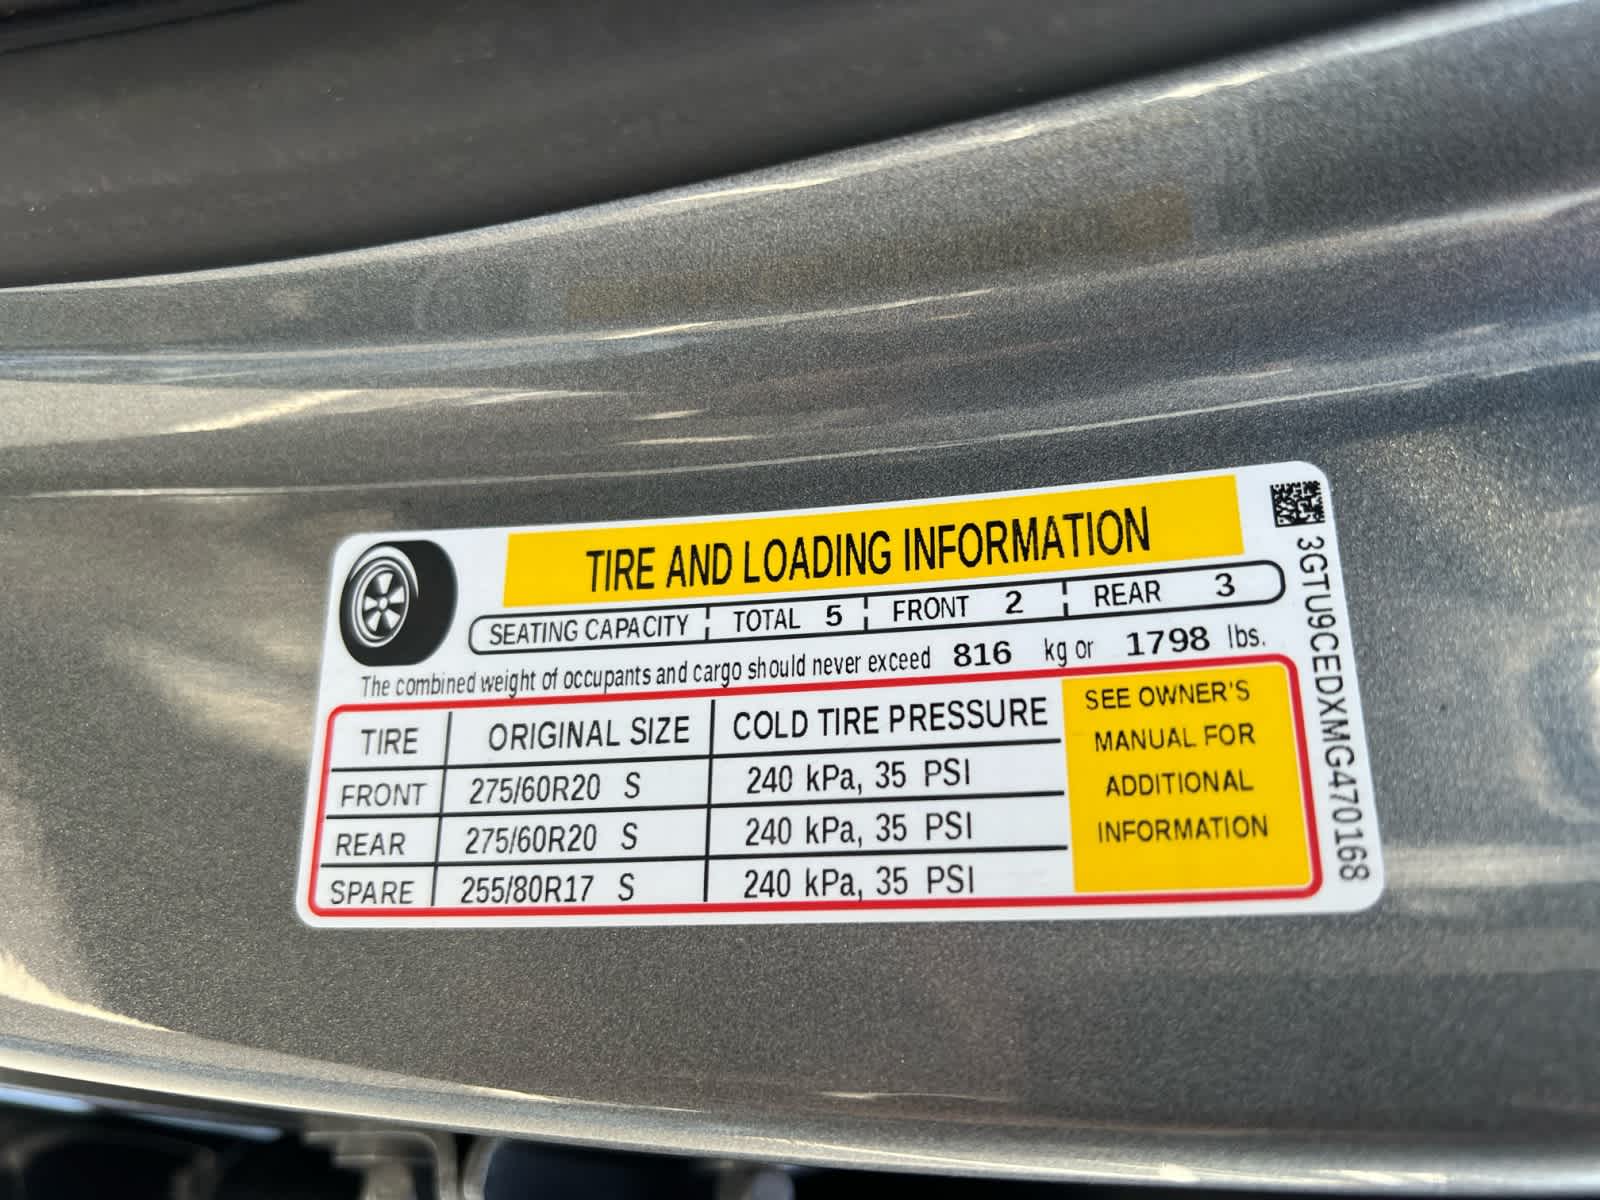 TIRE AND LOADING INFORMATION
SEATING CAPACITY TOTAL 5 FRONT 2 REAR 3
The combined weight of occupants and cargo should never exceed 816 kg or 1798 lbs.
TIRE ORIGINAL SIZE COLD TIRE PRESSURE
FRONT 275/60R20 S 240 kPa, 35 PSI
REAR 275/60R20 S 240 kPa, 35 PSI
SPARE 255/80R17 S 240 kPa, 35 PSI
SEE OWNER'S
MANUAL FOR
ADDITIONAL
INFORMATION
3GTU9CEDXMG470168